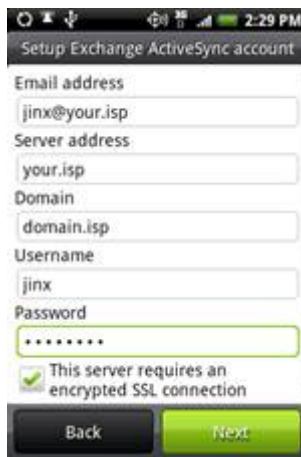 3G 2:29 PM
Setup Exchange ActiveSync account
Email address
jinx@your.isp
Server address
your.isp
Domain
domain.isp
Username
jinx
Password
••••••••
This server requires an
encrypted SSL connection
Back Next